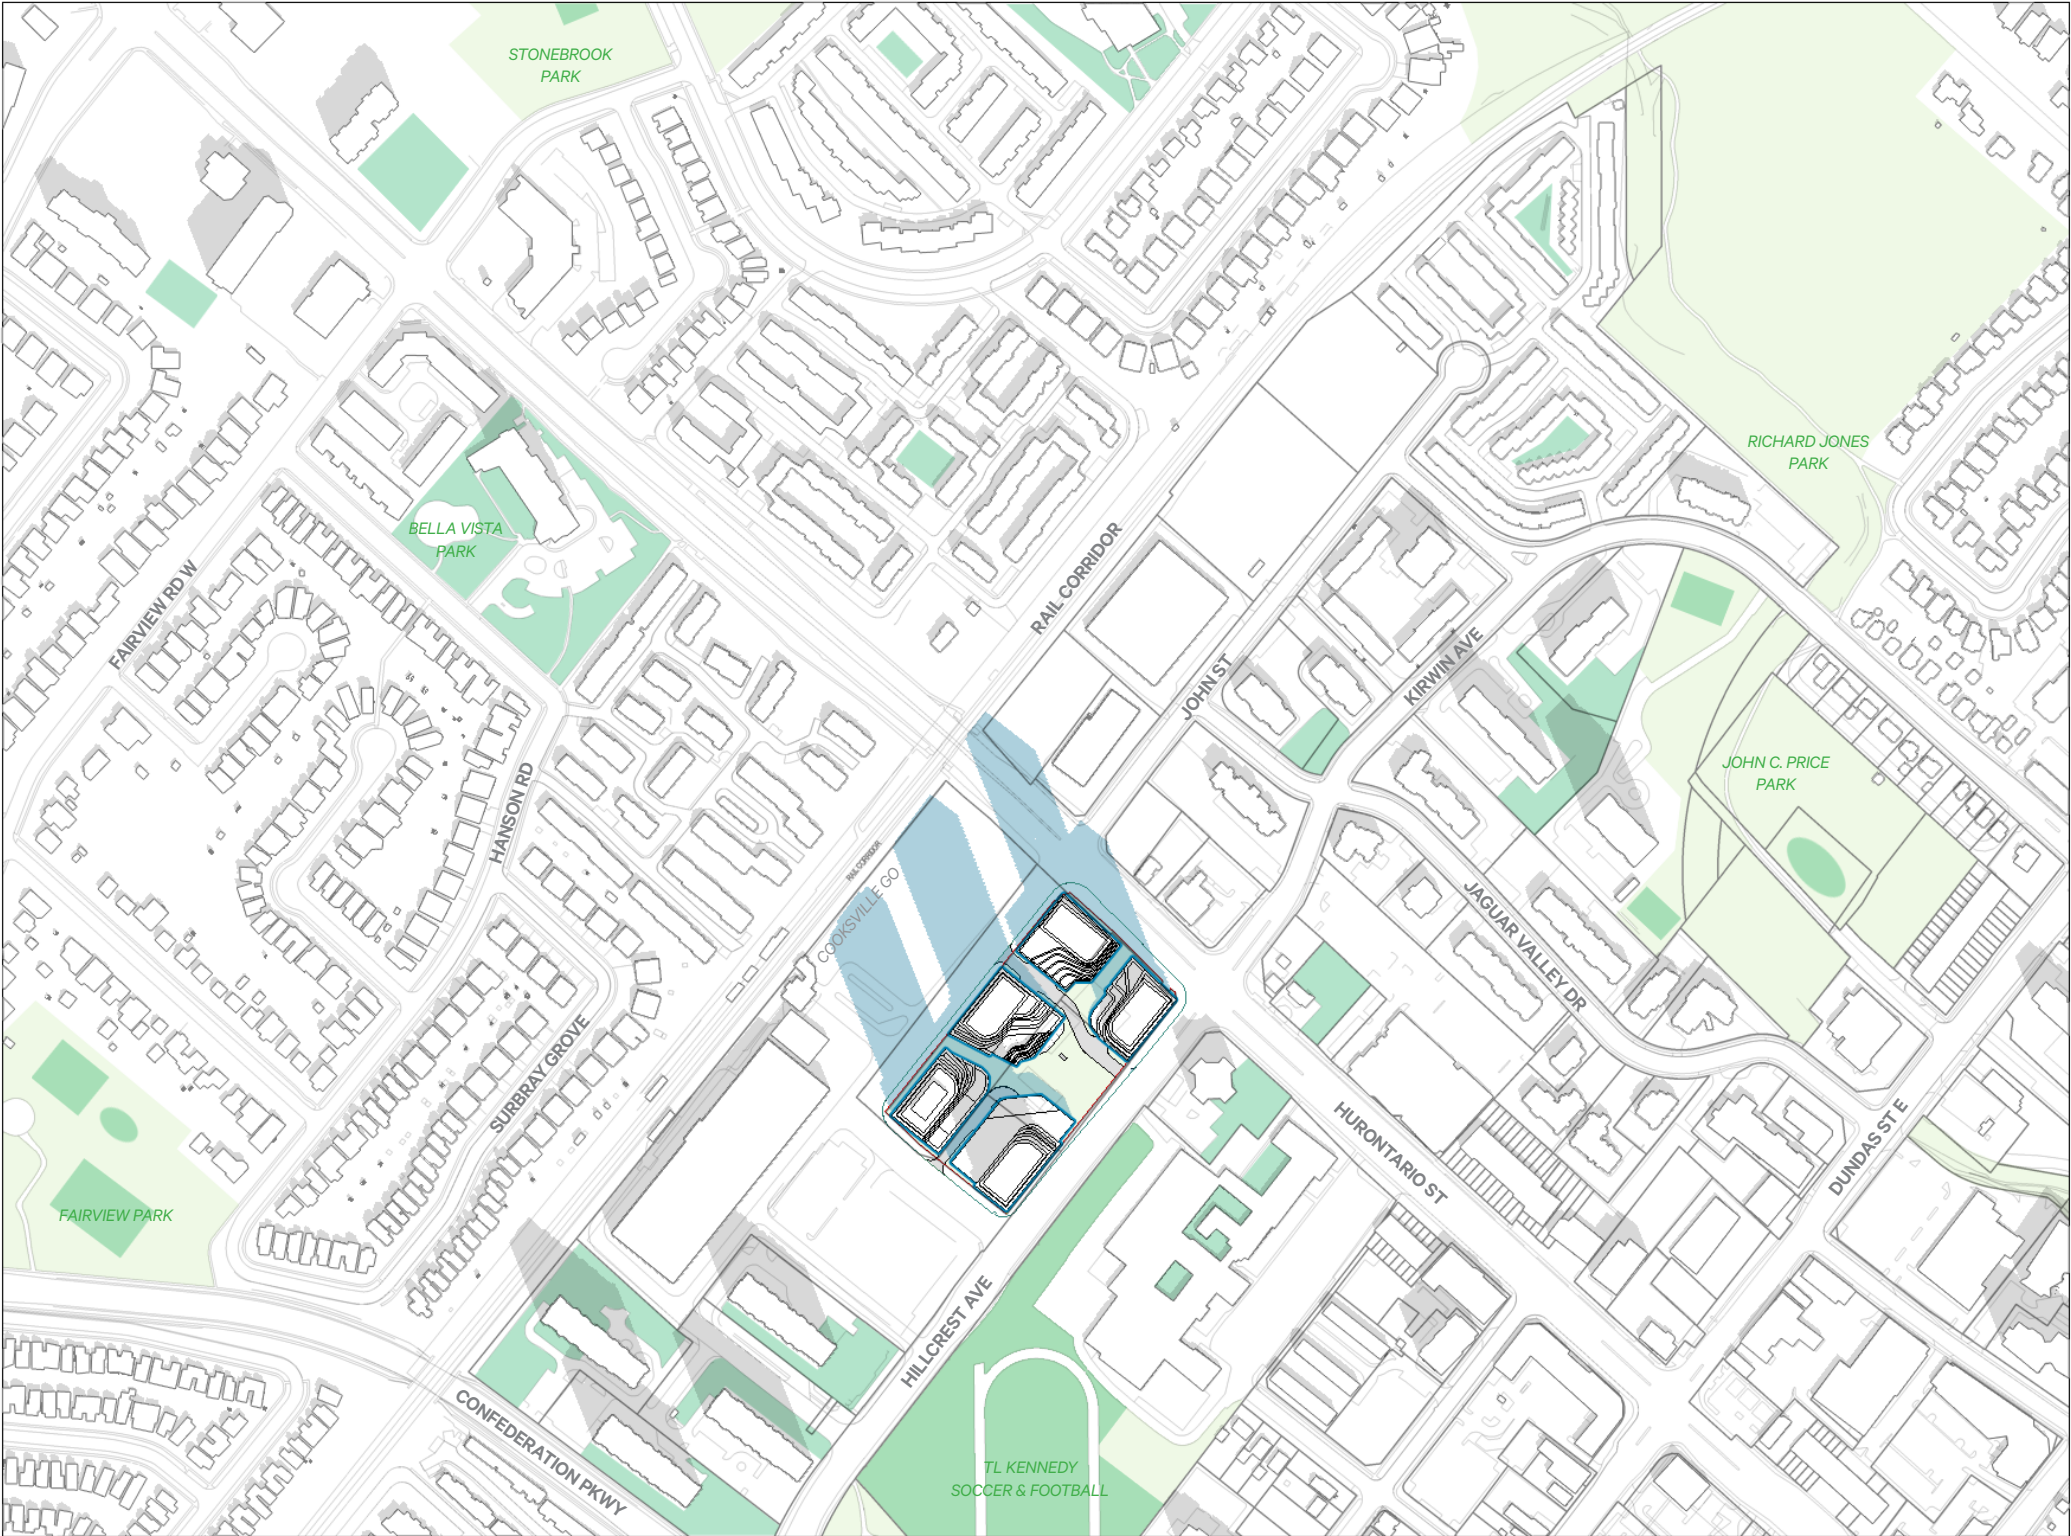 STONEBROOK
PARK
RICHARD JONES
PARK
BELLA VISTA
PARK
RAIL CORRIDOR
FAIRVIEW RD W
JOHN ST
KIRWIN AVE
JOHN C. PRICE
PARK
HANSON RD
RAIL CORRIDOR
COOKSVILLE GO
JAGUAR VALLEY DR
SURBRAY GROVE
HURONTARIO ST
DUNDAS ST E
FAIRVIEW PARK
HILLCREST AVE
CONFEDERATION PKWY
TL KENNEDY
SOCCER & FOOTBALL